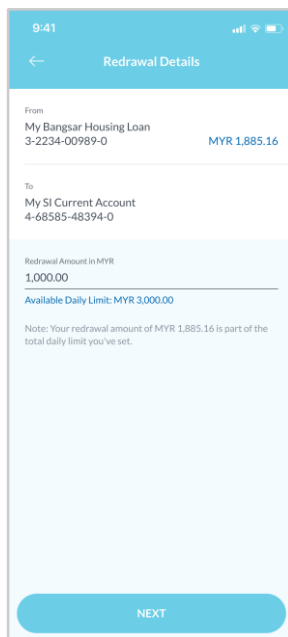 9:41
Redrawal Details
From
My Bangsar Housing Loan
3-2234-00989-0 MYR 1,885.16
To
My SI Current Account
4-68585-48394-0
Redrawal Amount in MYR
1,000.00
Available Daily Limit: MYR 3,000.00
Note: Your redrawal amount of MYR 1,885.16 is part of the
total daily limit you've set.
NEXT